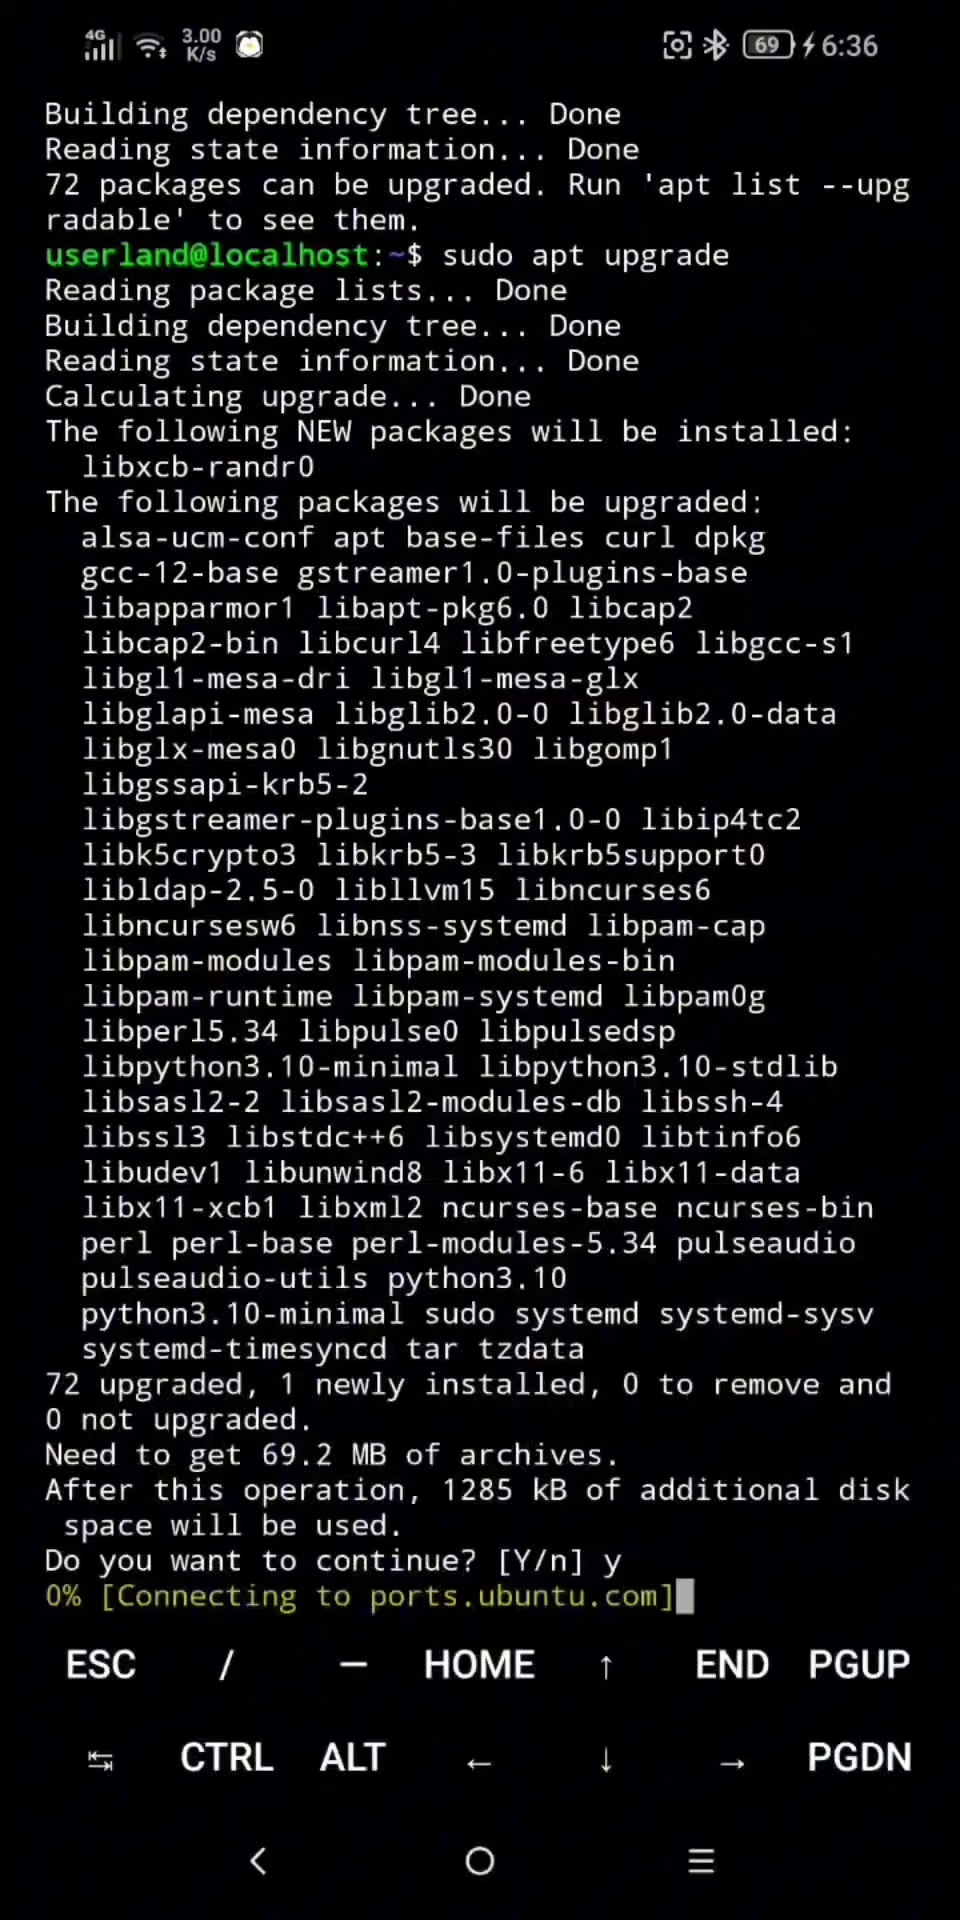 4G 3.00 K/s 69 6:36
Building dependency tree... Done
Reading state information... Done
72 packages can be upgraded. Run 'apt list --upg
radable' to see them.
userland@localhost:~$ sudo apt upgrade
Reading package lists... Done
Building dependency tree... Done
Reading state information... Done
Calculating upgrade... Done
The following NEW packages will be installed:
  libxcb-randr0
The following packages will be upgraded:
  alsa-ucm-conf apt base-files curl dpkg
  gcc-12-base gstreamer1.0-plugins-base
  libapparmor1 libapt-pkg6.0 libcap2
  libcap2-bin libcurl4 libfreetype6 libgcc-s1
  libgl1-mesa-dri libgl1-mesa-glx
  libglapi-mesa libglib2.0-0 libglib2.0-data
  libglx-mesa0 libgnutls30 libgomp1
  libgssapi-krb5-2
  libgstreamer-plugins-base1.0-0 libip4tc2
  libk5crypto3 libkrb5-3 libkrb5support0
  libldap-2.5-0 libllvm15 libncurses6
  libncursesw6 libnss-systemd libpam-cap
  libpam-modules libpam-modules-bin
  libpam-runtime libpam-systemd libpam0g
  libperl5.34 libpulse0 libpulsedsp
  libpython3.10-minimal libpython3.10-stdlib
  libsasl2-2 libsasl2-modules-db libssh-4
  libssl3 libstdc++6 libsystemd0 libtinfo6
  libudev1 libunwind8 libx11-6 libx11-data
  libx11-xcb1 libxml2 ncurses-base ncurses-bin
  perl perl-base perl-modules-5.34 pulseaudio
  pulseaudio-utils python3.10
  python3.10-minimal sudo systemd systemd-sysv
  systemd-timesyncd tar tzdata
72 upgraded, 1 newly installed, 0 to remove and
0 not upgraded.
Need to get 69.2 MB of archives.
After this operation, 1285 kB of additional disk
 space will be used.
Do you want to continue? [Y/n] y
0% [Connecting to ports.ubuntu.com]
ESC / — HOME ↑ END PGUP
↹ CTRL ALT ← ↓ → PGDN